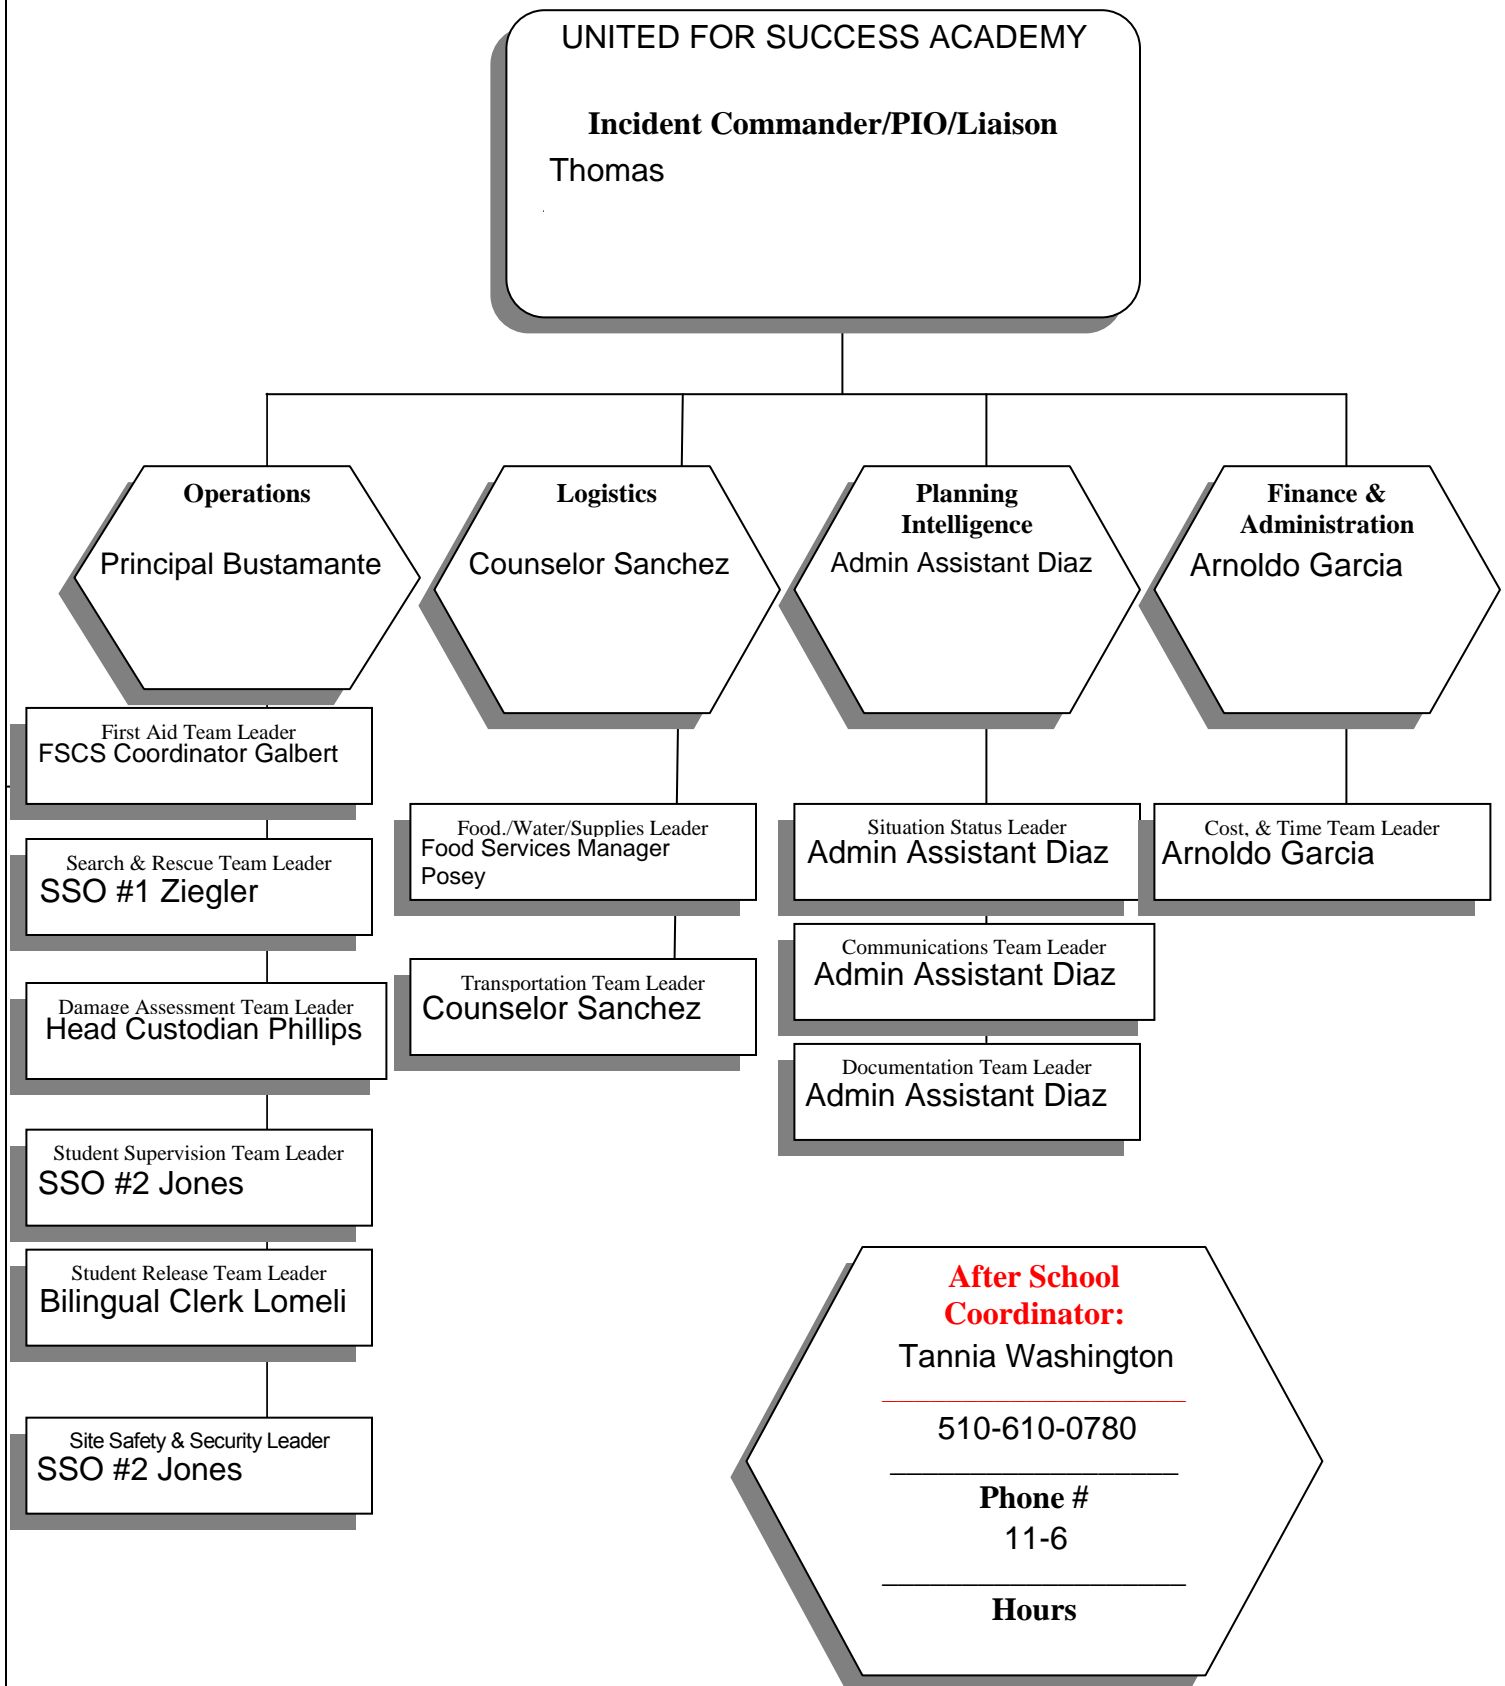 UNITED FOR SUCCESS ACADEMY
Incident Commander/PIO/Liaison
Thomas
Operations
Principal Bustamante
Logistics
Counselor Sanchez
Planning
Intelligence
Admin Assistant Diaz
Finance &
Administration
Arnoldo Garcia
First Aid Team Leader
FSCS Coordinator Galbert
Search & Rescue Team Leader
SSO #1 Ziegler
Damage Assessment Team Leader
Head Custodian Phillips
Student Supervision Team Leader
SSO #2 Jones
Student Release Team Leader
Bilingual Clerk Lomeli
Site Safety & Security Leader
SSO #2 Jones
Food./Water/Supplies Leader
Food Services Manager
Posey
Transportation Team Leader
Counselor Sanchez
Situation Status Leader
Admin Assistant Diaz
Communications Team Leader
Admin Assistant Diaz
Documentation Team Leader
Admin Assistant Diaz
Cost, & Time Team Leader
Arnoldo Garcia
After School
Coordinator:
Tannia Washington
510-610-0780
Phone #
11-6
Hours